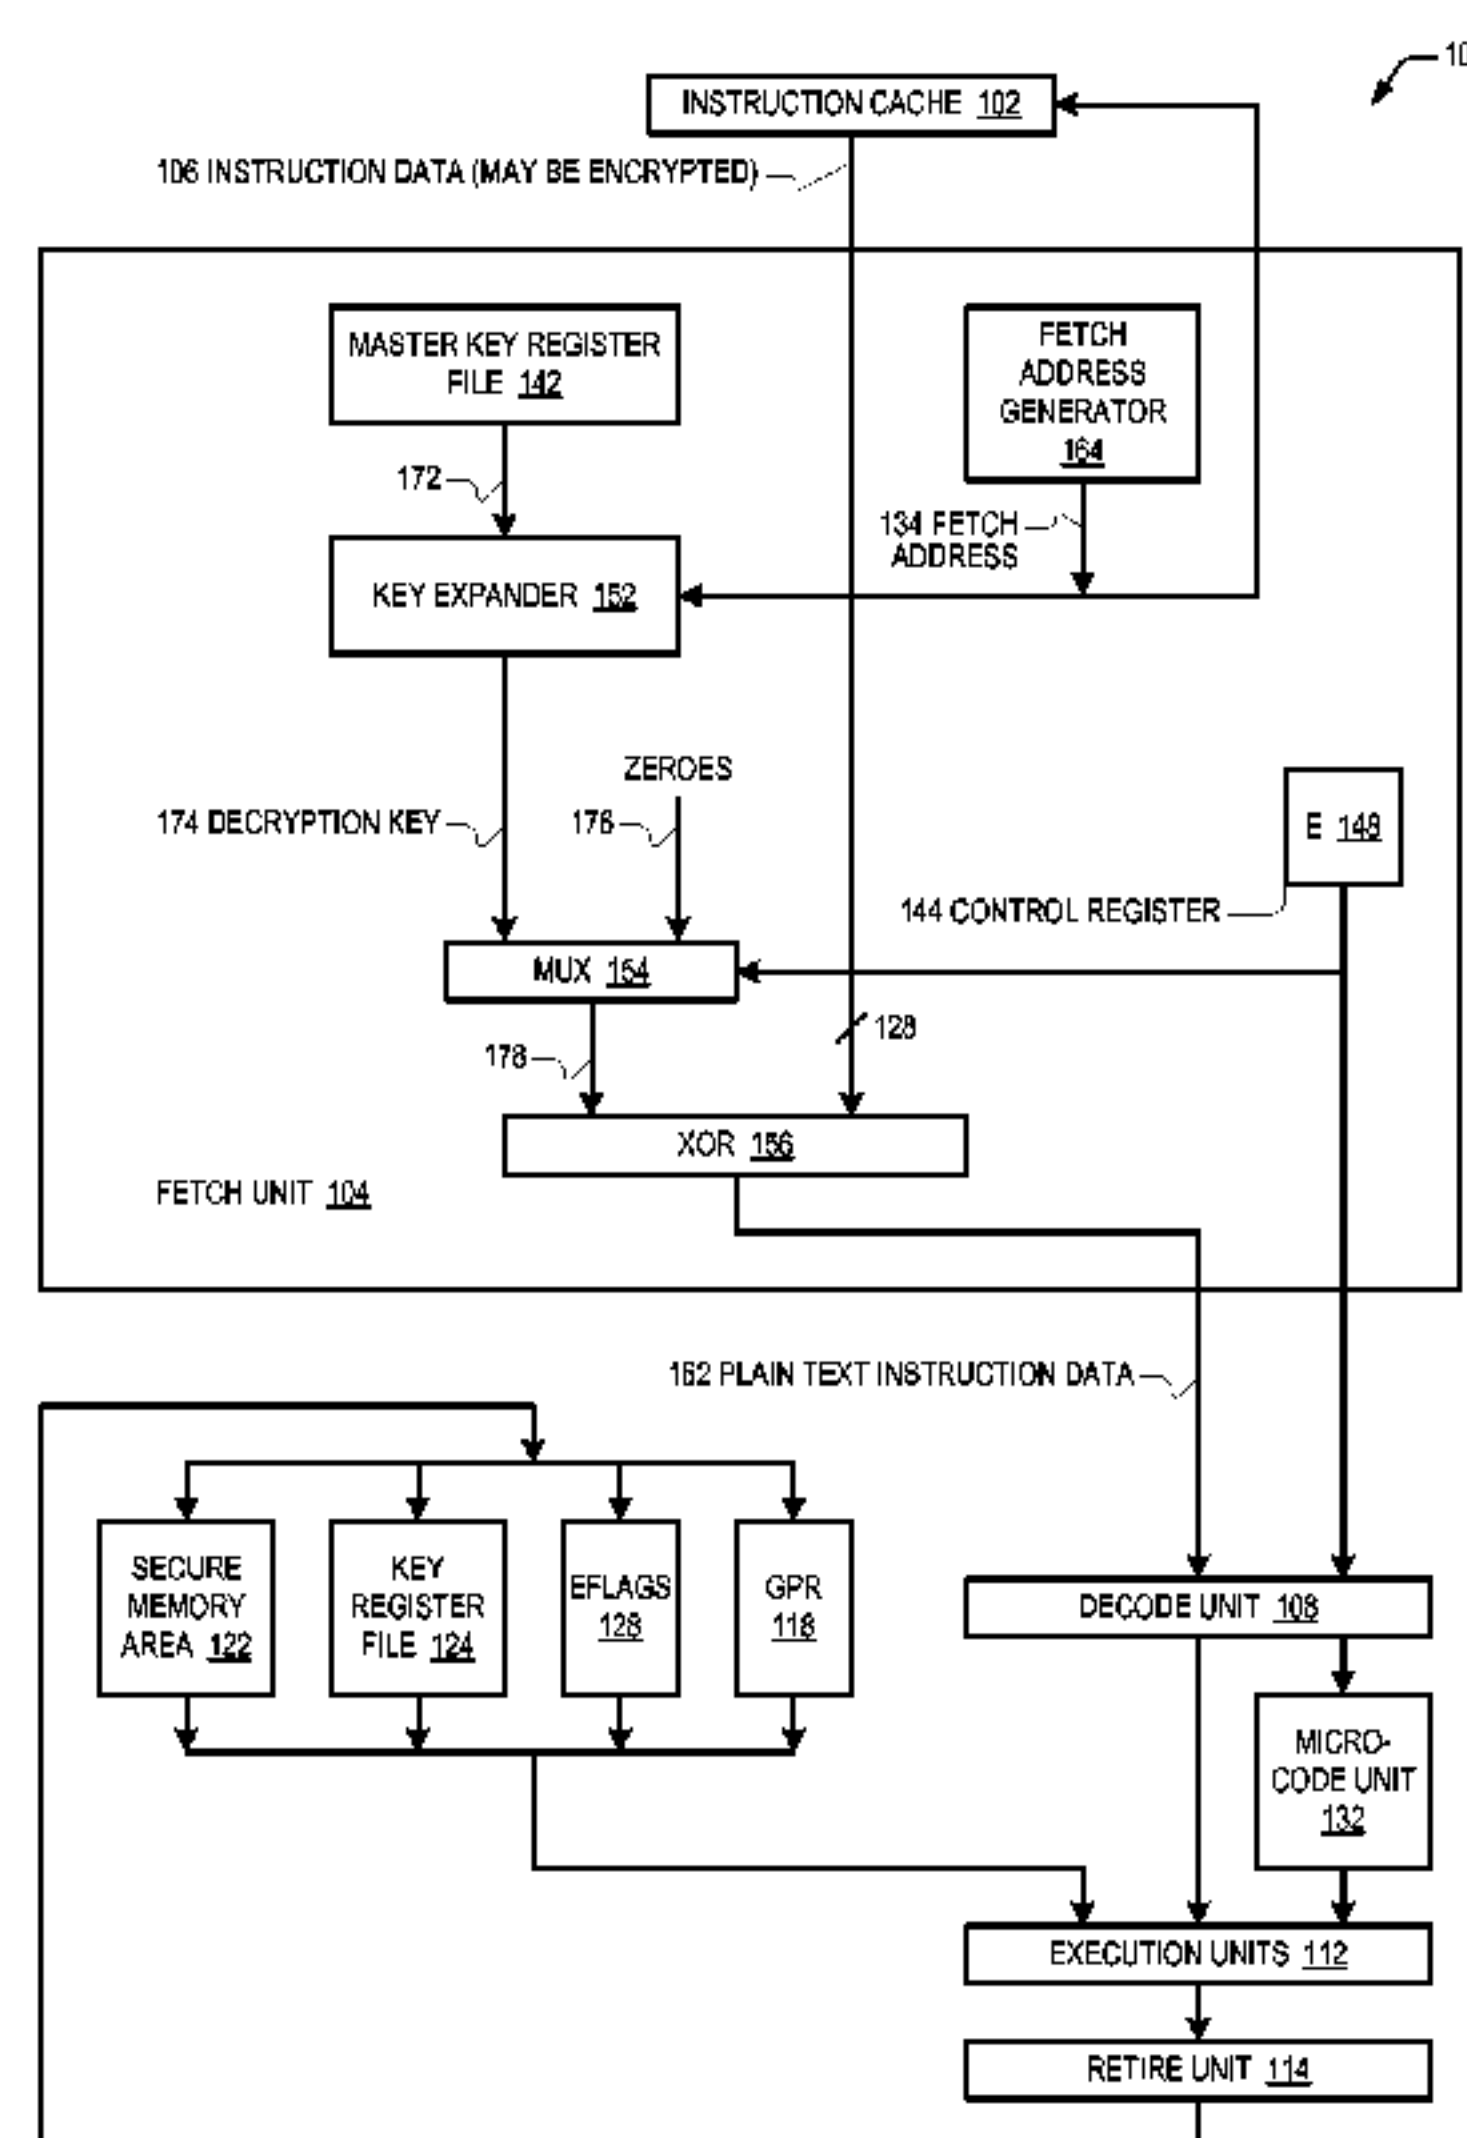 10
INSTRUCTION CACHE 102
106 INSTRUCTION DATA (MAY BE ENCRYPTED)
MASTER KEY REGISTER
FILE 142
FETCH
ADDRESS
GENERATOR
164
172
134 FETCH
ADDRESS
KEY EXPANDER 152
ZEROES
174 DECRYPTION KEY
176
E 148
144 CONTROL REGISTER
MUX 154
128
178
XOR 156
FETCH UNIT 104
162 PLAIN TEXT INSTRUCTION DATA
SECURE
MEMORY
AREA 122
KEY
REGISTER
FILE 124
EFLAGS
128
GPR
118
DECODE UNIT 108
MICRO-
CODE UNIT
132
EXECUTION UNITS 112
RETIRE UNIT 114